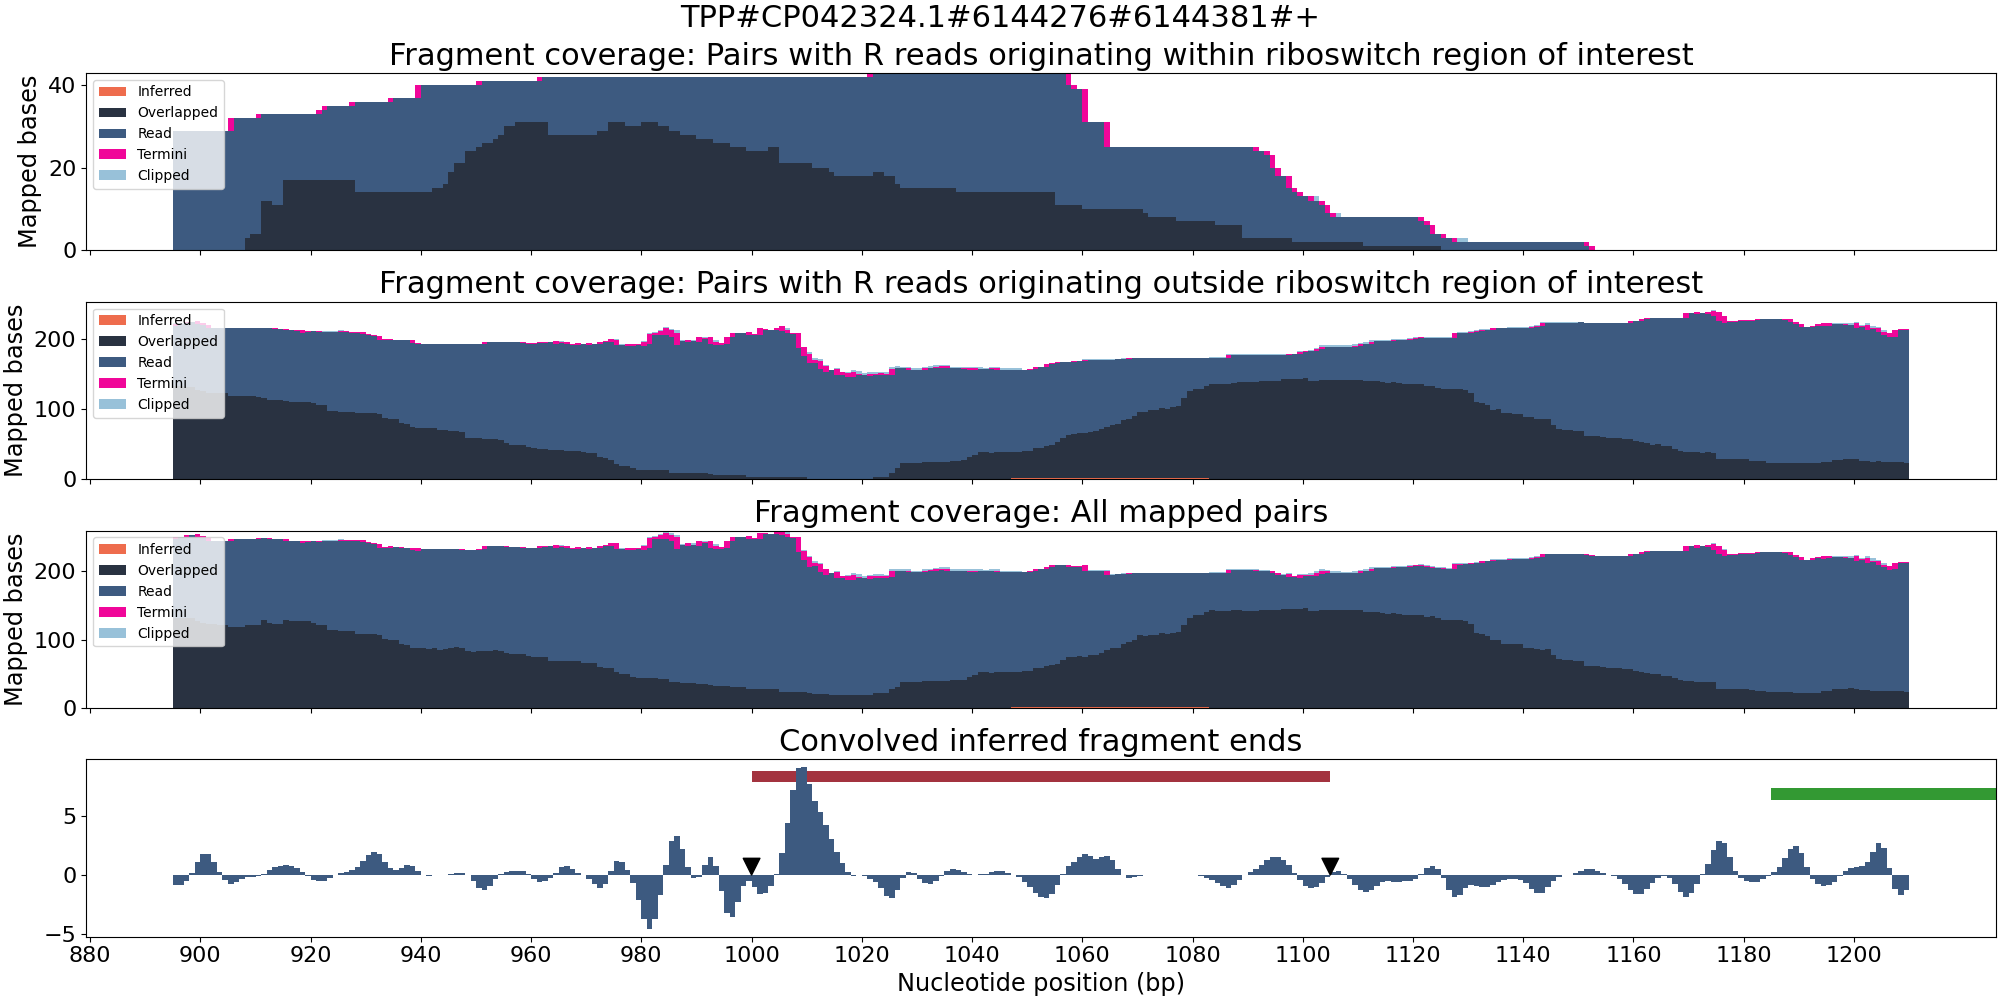 TPP#CP042324.1#6144276#6144381#+
Fragment coverage: Pairs with R reads originating within riboswitch region of interest
Mapped bases
40
20
0
Inferred
Overlapped
Read
Termini
Clipped
Fragment coverage: Pairs with R reads originating outside riboswitch region of interest
Mapped bases
200
100
0
Inferred
Overlapped
Read
Termini
Clipped
Fragment coverage: All mapped pairs
Mapped bases
200
100
0
Inferred
Overlapped
Read
Termini
Clipped
Convolved inferred fragment ends
5
0
−5
880 900 920 940 960 980 1000 1020 1040 1060 1080 1100 1120 1140 1160 1180 1200
Nucleotide position (bp)